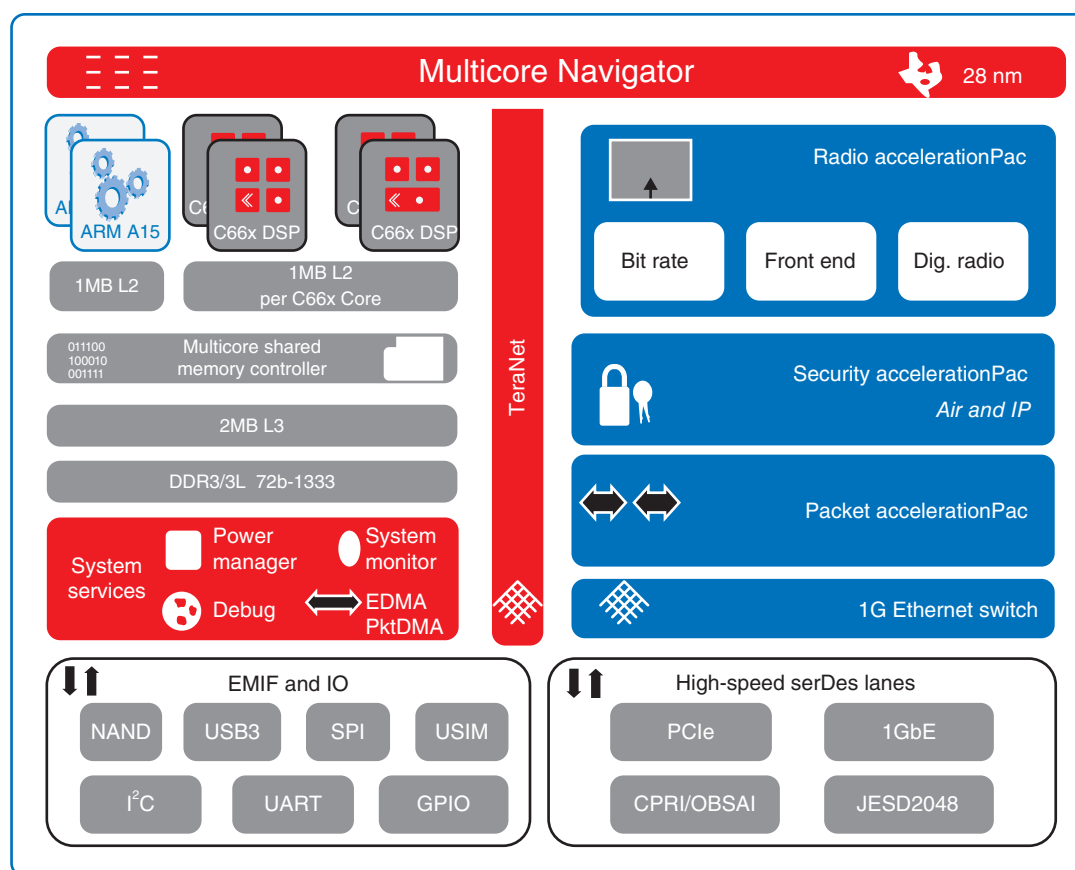 Multicore Navigator
28 nm
ARM A15
C66x DSP
C66x DSP
1MB L2
1MB L2
per C66x Core
011100
100010
001111
Multicore shared
memory controller
2MB L3
DDR3/3L 72b-1333
System
services
Power
manager
System
monitor
Debug
EDMA
PktDMA
TeraNet
Radio accelerationPac
Bit rate
Front end
Dig. radio
Security accelerationPac
Air and IP
Packet accelerationPac
1G Ethernet switch
EMIF and IO
NAND
USB3
SPI
USIM
I²C
UART
GPIO
High-speed serDes lanes
PCIe
1GbE
CPRI/OBSAI
JESD2048